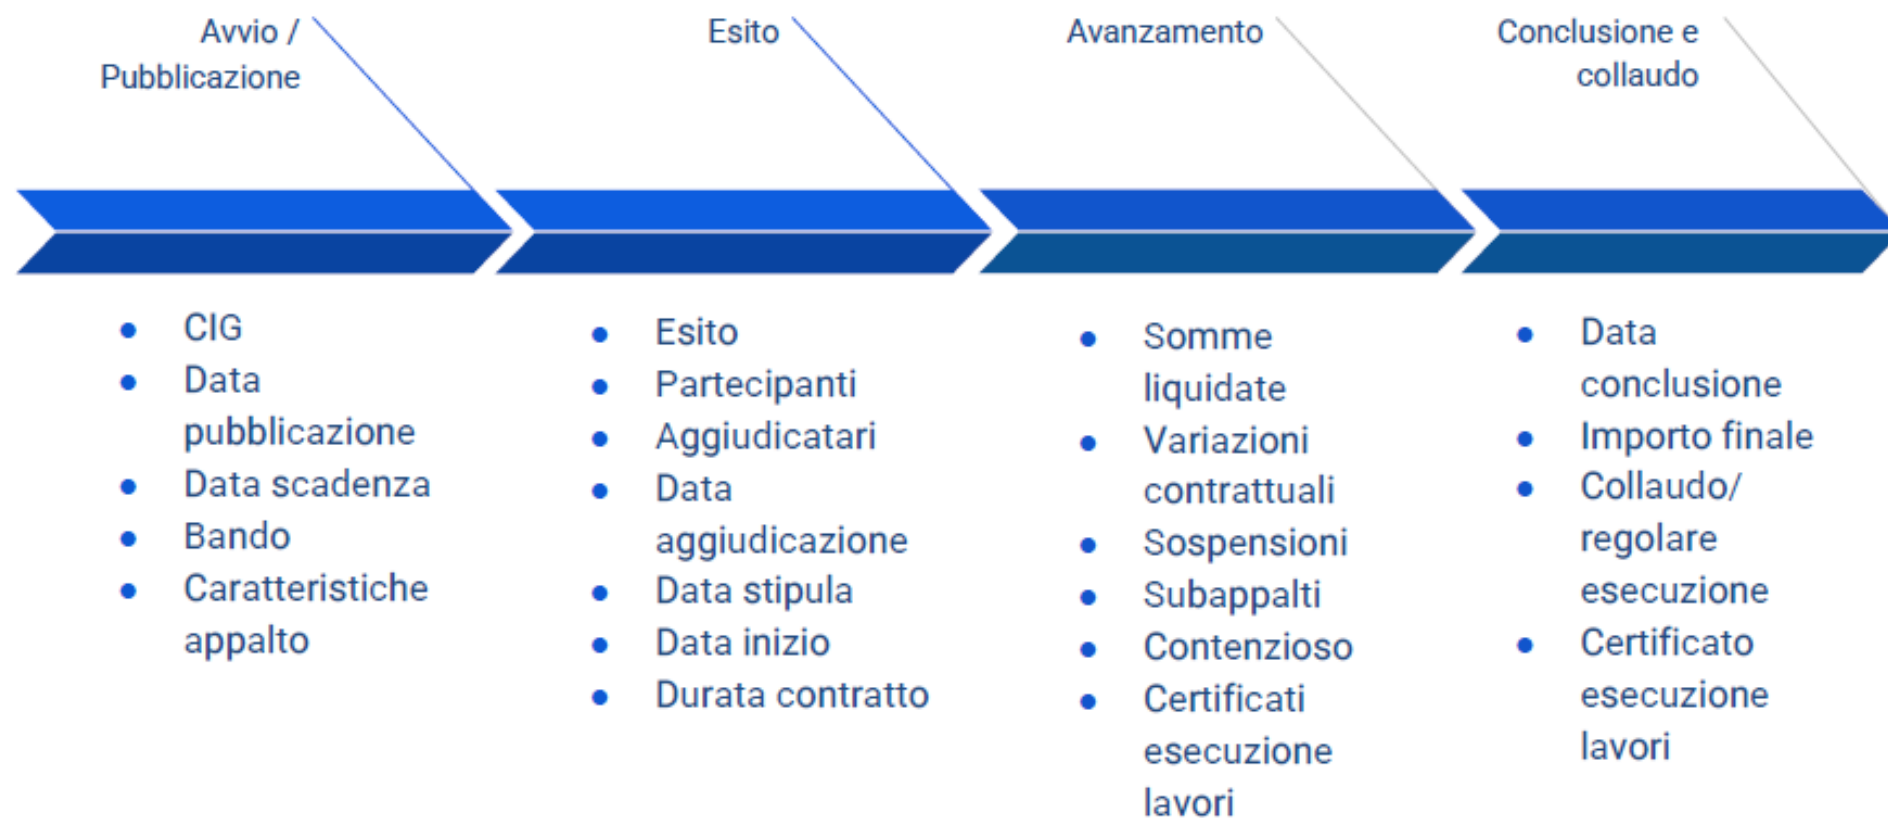 Avvio /
Pubblicazione
Esito
Avanzamento
Conclusione e
collaudo
● CIG
● Data
pubblicazione
● Data scadenza
● Bando
● Caratteristiche
appalto
● Esito
● Partecipanti
● Aggiudicatari
● Data
aggiudicazione
● Data stipula
● Data inizio
● Durata contratto
● Somme
liquidate
● Variazioni
contrattuali
● Sospensioni
● Subappalti
● Contenzioso
● Certificati
esecuzione
lavori
● Data
conclusione
● Importo finale
● Collaudo/
regolare
esecuzione
● Certificato
esecuzione
lavori